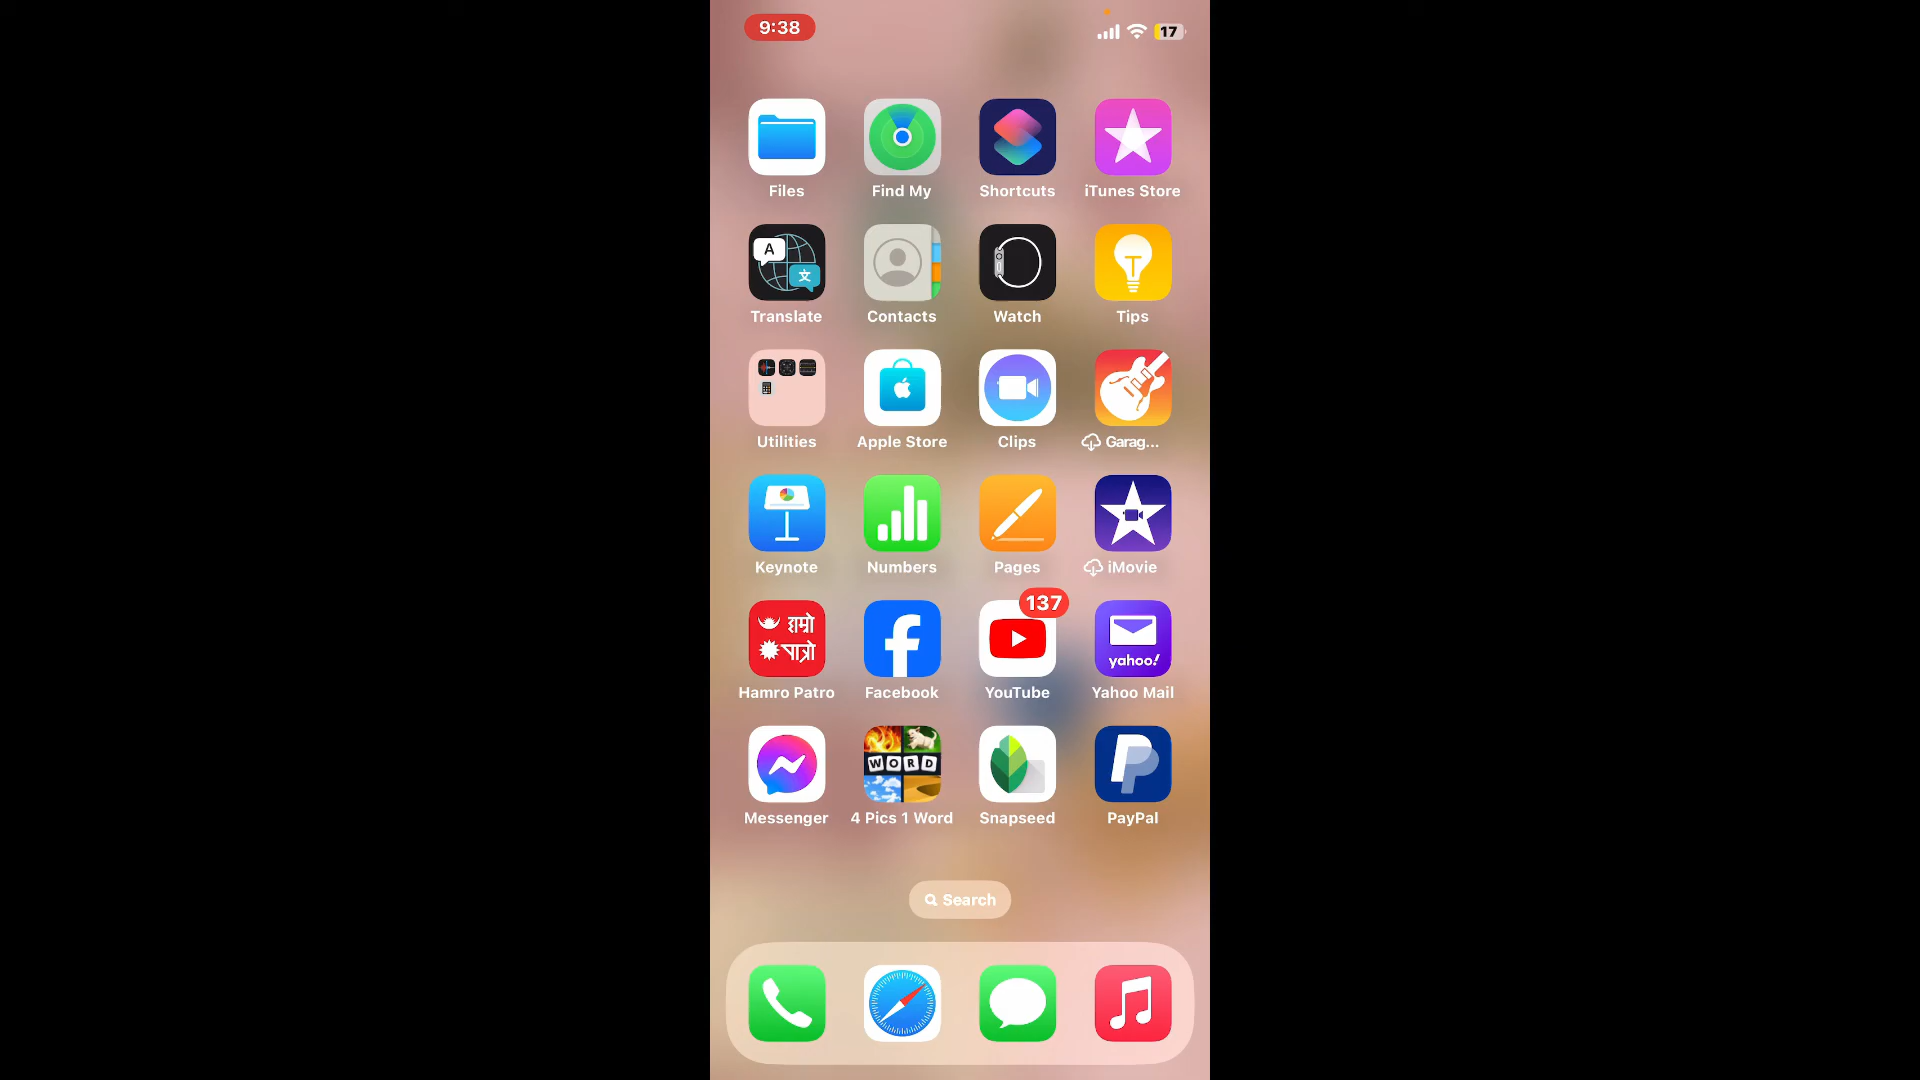 9:38
17
Files
Find My
Shortcuts
iTunes Store
A
文
Translate
Contacts
Watch
Tips
Utilities
Apple Store
Clips
Garag...
Keynote
Numbers
Pages
iMovie
137
हाम्रो
पात्रो
yahoo!
Hamro Patro
Facebook
YouTube
Yahoo Mail
WORD
Messenger
4 Pics 1 Word
Snapseed
PayPal
Search